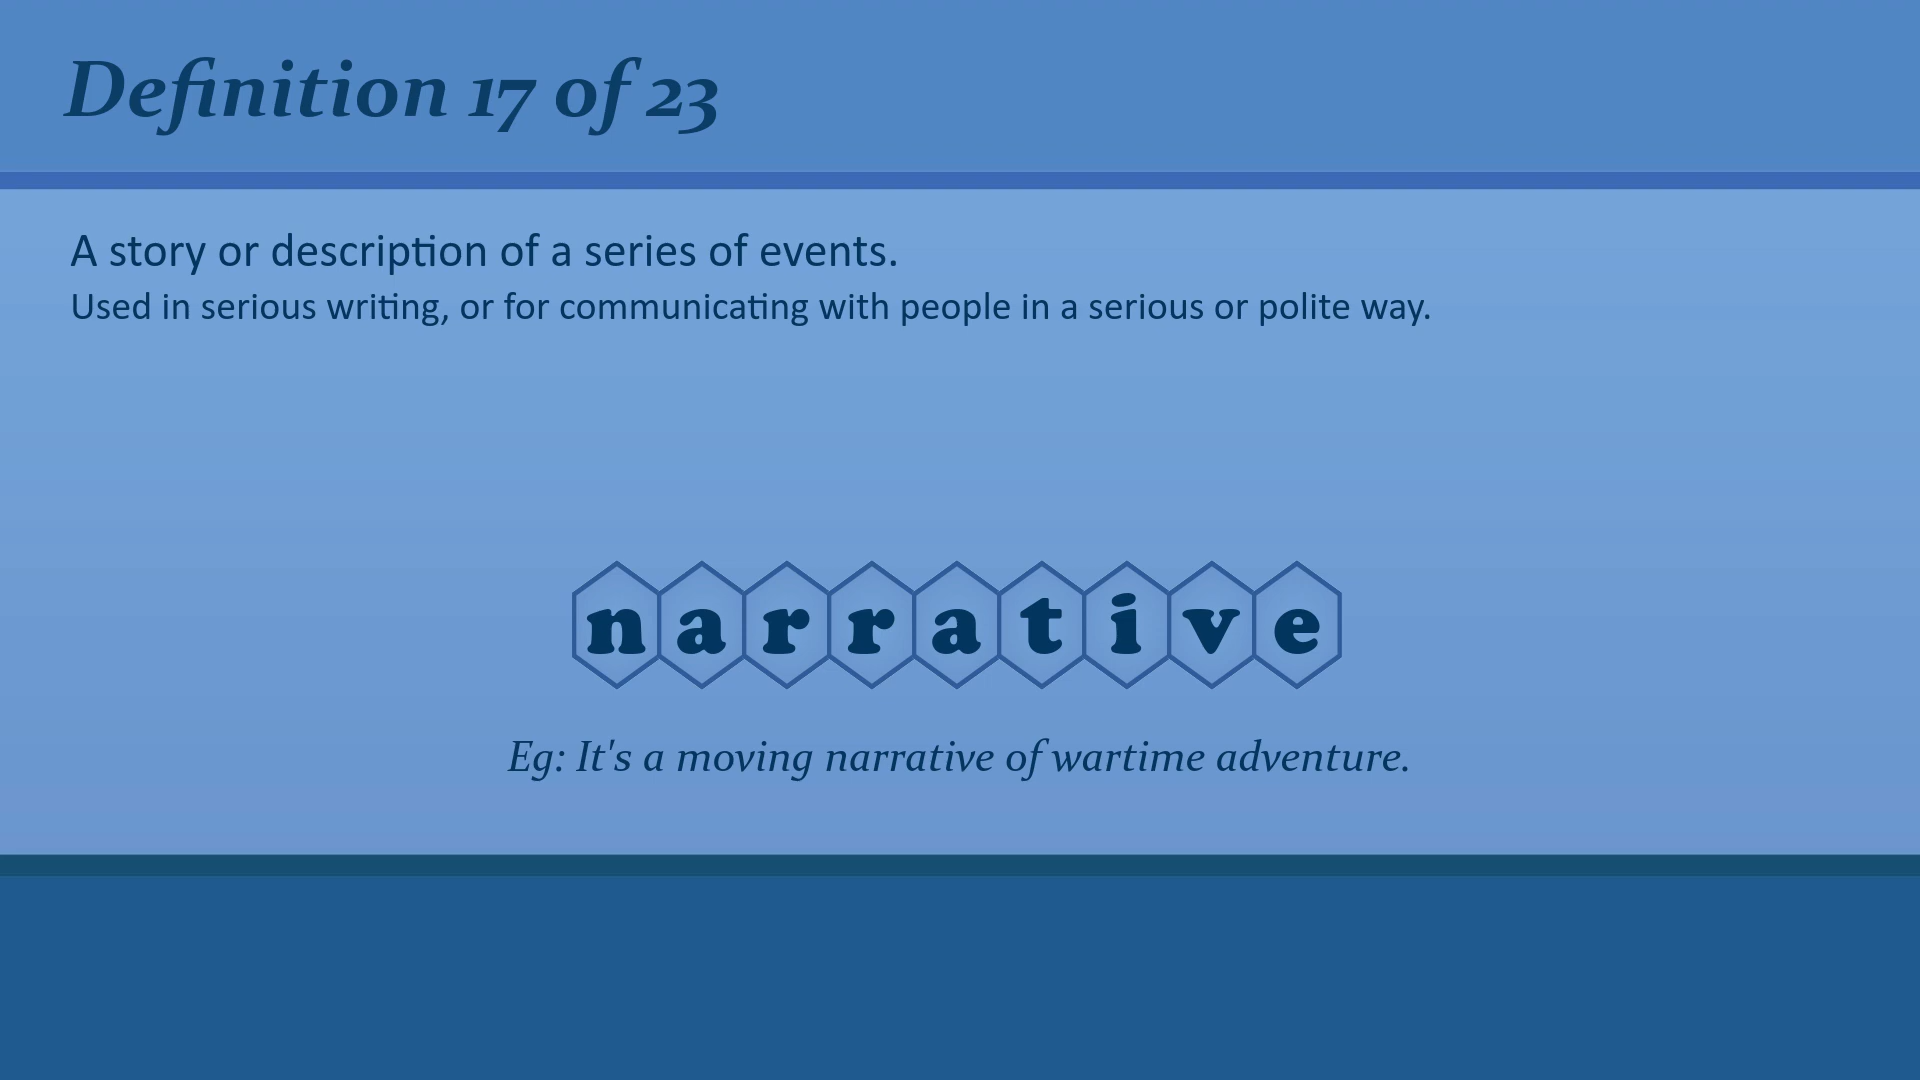 Definition 17 of 23
A story or description of a series of events.
Used in serious writing, or for communicating with people in a serious or polite way.
narrative
Eg: It's a moving narrative of wartime adventure.